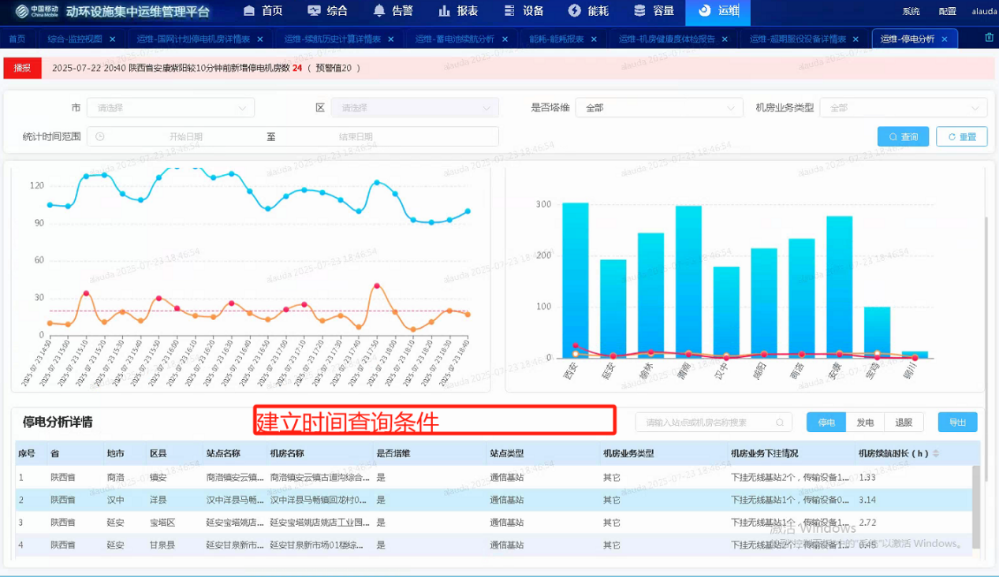 中国移动 China Mobile 动环设施集中运维管理平台 首页 综合 告警 报表 设备 能耗 容量 运维 系统 配置 alauda
首页 综合-监控视图 × 运维-国网计划停电机房详情表 × 运维-续航历史计算详情表 × 运维-蓄电池续航分析 × 能耗-能耗报表 × 运维-机房健康度体检报告 × 运维-超期服役设备详情表 × 运维-停电分析 ×
播报 2025-07-22 20:40 陕西省安康紫阳较10分钟前新增停电机房数 24 （ 预警值20 ）
市 请选择 区 请选择 是否塔维 全部 机房业务类型 全部
统计时间范围 开始日期 至 结束日期 查询 重置
120
90
60
30
0
2025-07-23 14:50 2025-07-23 15:00 2025-07-23 15:10 2025-07-23 15:20 2025-07-23 15:30 2025-07-23 15:40 2025-07-23 15:50 2025-07-23 16:00 2025-07-23 16:10 2025-07-23 16:20 2025-07-23 16:30 2025-07-23 16:40 2025-07-23 16:50 2025-07-23 17:00 2025-07-23 17:10 2025-07-23 17:20 2025-07-23 17:30 2025-07-23 17:40 2025-07-23 17:50 2025-07-23 18:00 2025-07-23 18:10 2025-07-23 18:20 2025-07-23 18:30 2025-07-23 18:40
300
200
100
0
西安 延安 榆林 渭南 汉中 咸阳 商洛 安康 宝鸡 铜川
停电分析详情 建立时间查询条件 请输入站点或机房名称搜索 停电 发电 退服 导出
序号 省 地市 区县 站点名称 机房名称 是否塔维 站点类型 机房业务类型 机房业务下挂情况 机房续航时长（h）
1 陕西省 商洛 镇安 商洛镇安云镇... 商洛镇安云镇古道沟综合... 是 通信基站 其它 下挂无线基站2个，传输设备1... 1.33
2 陕西省 汉中 洋县 汉中洋县马畅... 汉中洋县马畅镇回龙村0... 是 通信基站 其它 下挂无线基站1个，传输设备0... 3.14
3 陕西省 延安 宝塔区 延安宝塔姚店... 延安宝塔姚店姚店工业园... 是 通信基站 其它 下挂无线基站1个，传输设备1... 2.72
4 陕西省 延安 甘泉县 延安甘泉新市... 延安甘泉新市场01楼综... 是 通信基站 其它 下挂无线基站2个，传输设备1... 0.45
激活 Windows
转到"控制面板"中的"系统"以激活 Windows。
alauda 2025-07-23 18:46:54